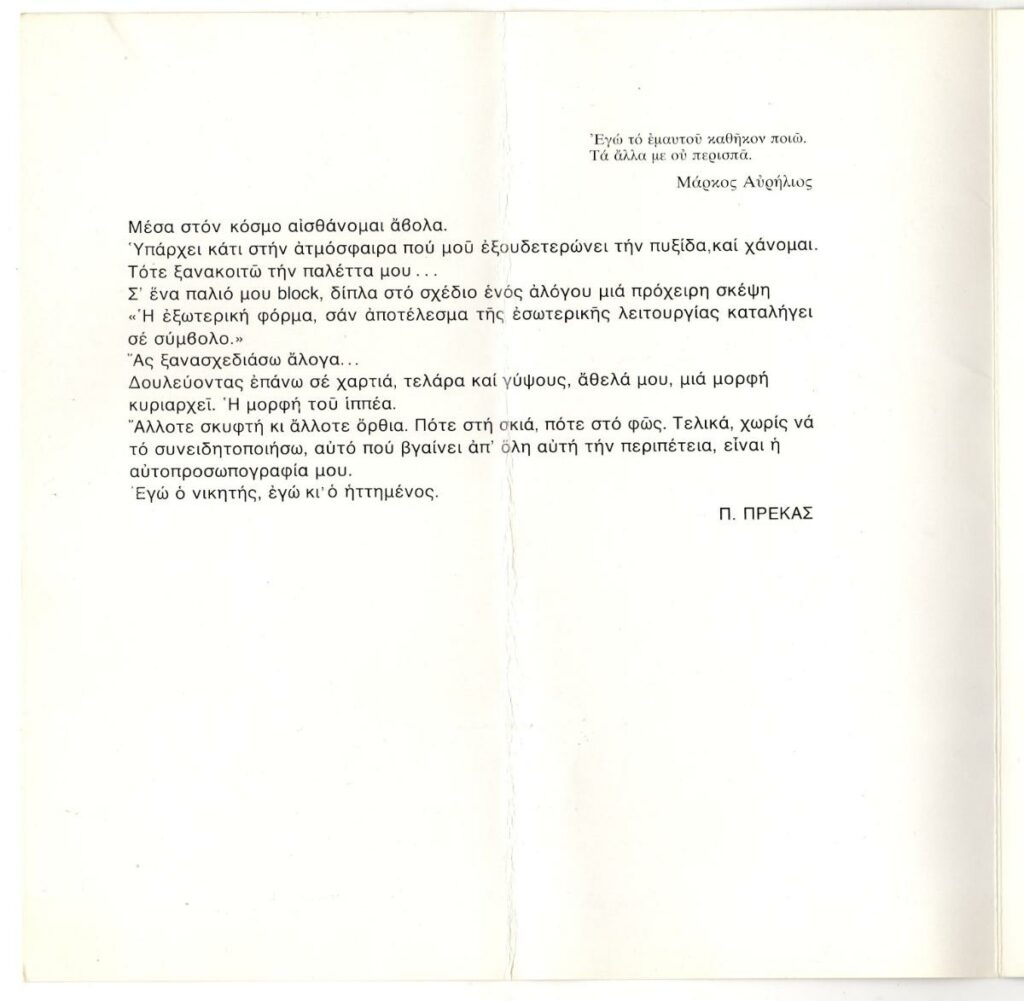 Ἐγώ τό ἐμαυτοῦ καθῆκον ποιῶ.
Τά ἄλλα με οὐ περισπᾶ.
Μάρκος Αὐρήλιος
Μέσα στόν κόσμο αἰσθάνομαι ἄβολα.
Ὑπάρχει κάτι στήν ἀτμόσφαιρα πού μοῦ ἐξουδετερώνει τήν πυξίδα,καί χάνομαι.
Τότε ξανακοιτῶ τήν παλέττα μου...
Σ' ἕνα παλιό μου block, δίπλα στό σχέδιο ἑνός ἀλόγου μιά πρόχειρη σκέψη
«Ἡ ἐξωτερική φόρμα, σάν ἀποτέλεσμα τῆς ἐσωτερικῆς λειτουργίας καταλήγει
σέ σύμβολο.»
Ἄς ξανασχεδιάσω ἄλογα...
Δουλεύοντας ἐπάνω σέ χαρτιά, τελάρα καί γύψους, ἄθελά μου, μιά μορφή
κυριαρχεῖ. Ἡ μορφή τοῦ ἱππέα.
Ἄλλοτε σκυφτή κι ἄλλοτε ὄρθια. Πότε στή σκιά, πότε στό φῶς. Τελικά, χωρίς νά
τό συνειδητοποιήσω, αὐτό πού βγαίνει ἀπ' ὅλη αὐτή τήν περιπέτεια, εἶναι ἡ
αὐτοπροσωπογραφία μου.
Ἐγώ ὁ νικητής, ἐγώ κι' ὁ ἡττημένος.
Π. ΠΡΕΚΑΣ